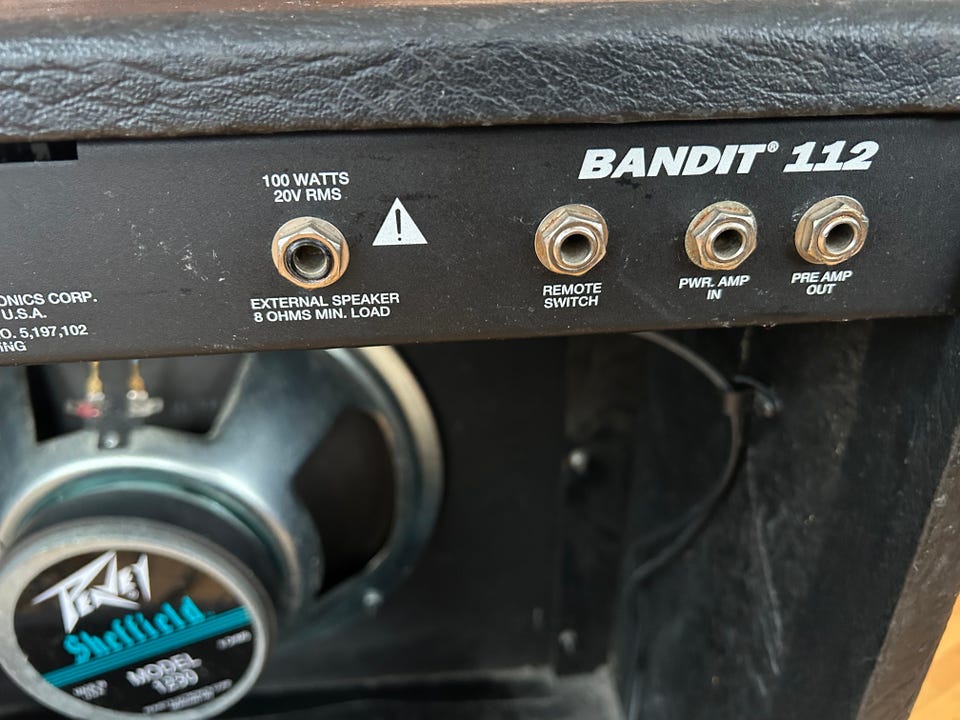 BANDIT® 112
100 WATTS
20V RMS
!
EXTERNAL SPEAKER
8 OHMS MIN. LOAD
REMOTE
SWITCH
PWR. AMP
IN
PRE AMP
OUT
ONICS CORP.
U.S.A.
O. 5,197,102
ING
PEAVEY
Sheffield
MODEL
1230